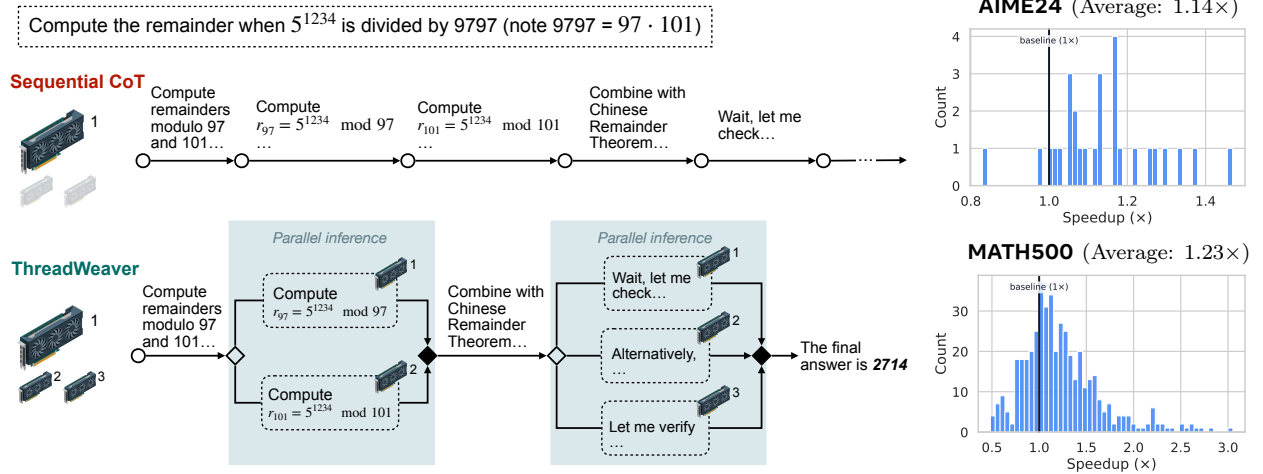 Compute the remainder when 5^1234 is divided by 9797 (note 9797 = 97 · 101)
Sequential CoT
1
Compute
remainders
modulo 97
and 101…
Compute
r_97 = 5^1234 mod 97
…
Compute
r_101 = 5^1234 mod 101
…
Combine with
Chinese
Remainder
Theorem…
Wait, let me
check…
...
ThreadWeaver
1
2
3
Compute
remainders
modulo 97
and 101…
Parallel inference
1
Compute
r_97 = 5^1234 mod 97
2
Compute
r_101 = 5^1234 mod 101
Combine with
Chinese
Remainder
Theorem…
Parallel inference
1
Wait, let me
check…
2
Alternatively,
…
3
Let me verify
…
The final
answer is 2714
AIME24 (Average: 1.14×)
baseline (1×)
Count
4
3
2
1
0
0.8 1.0 1.2 1.4
Speedup (×)
MATH500 (Average: 1.23×)
baseline (1×)
Count
30
20
10
0
0.5 1.0 1.5 2.0 2.5 3.0
Speedup (×)